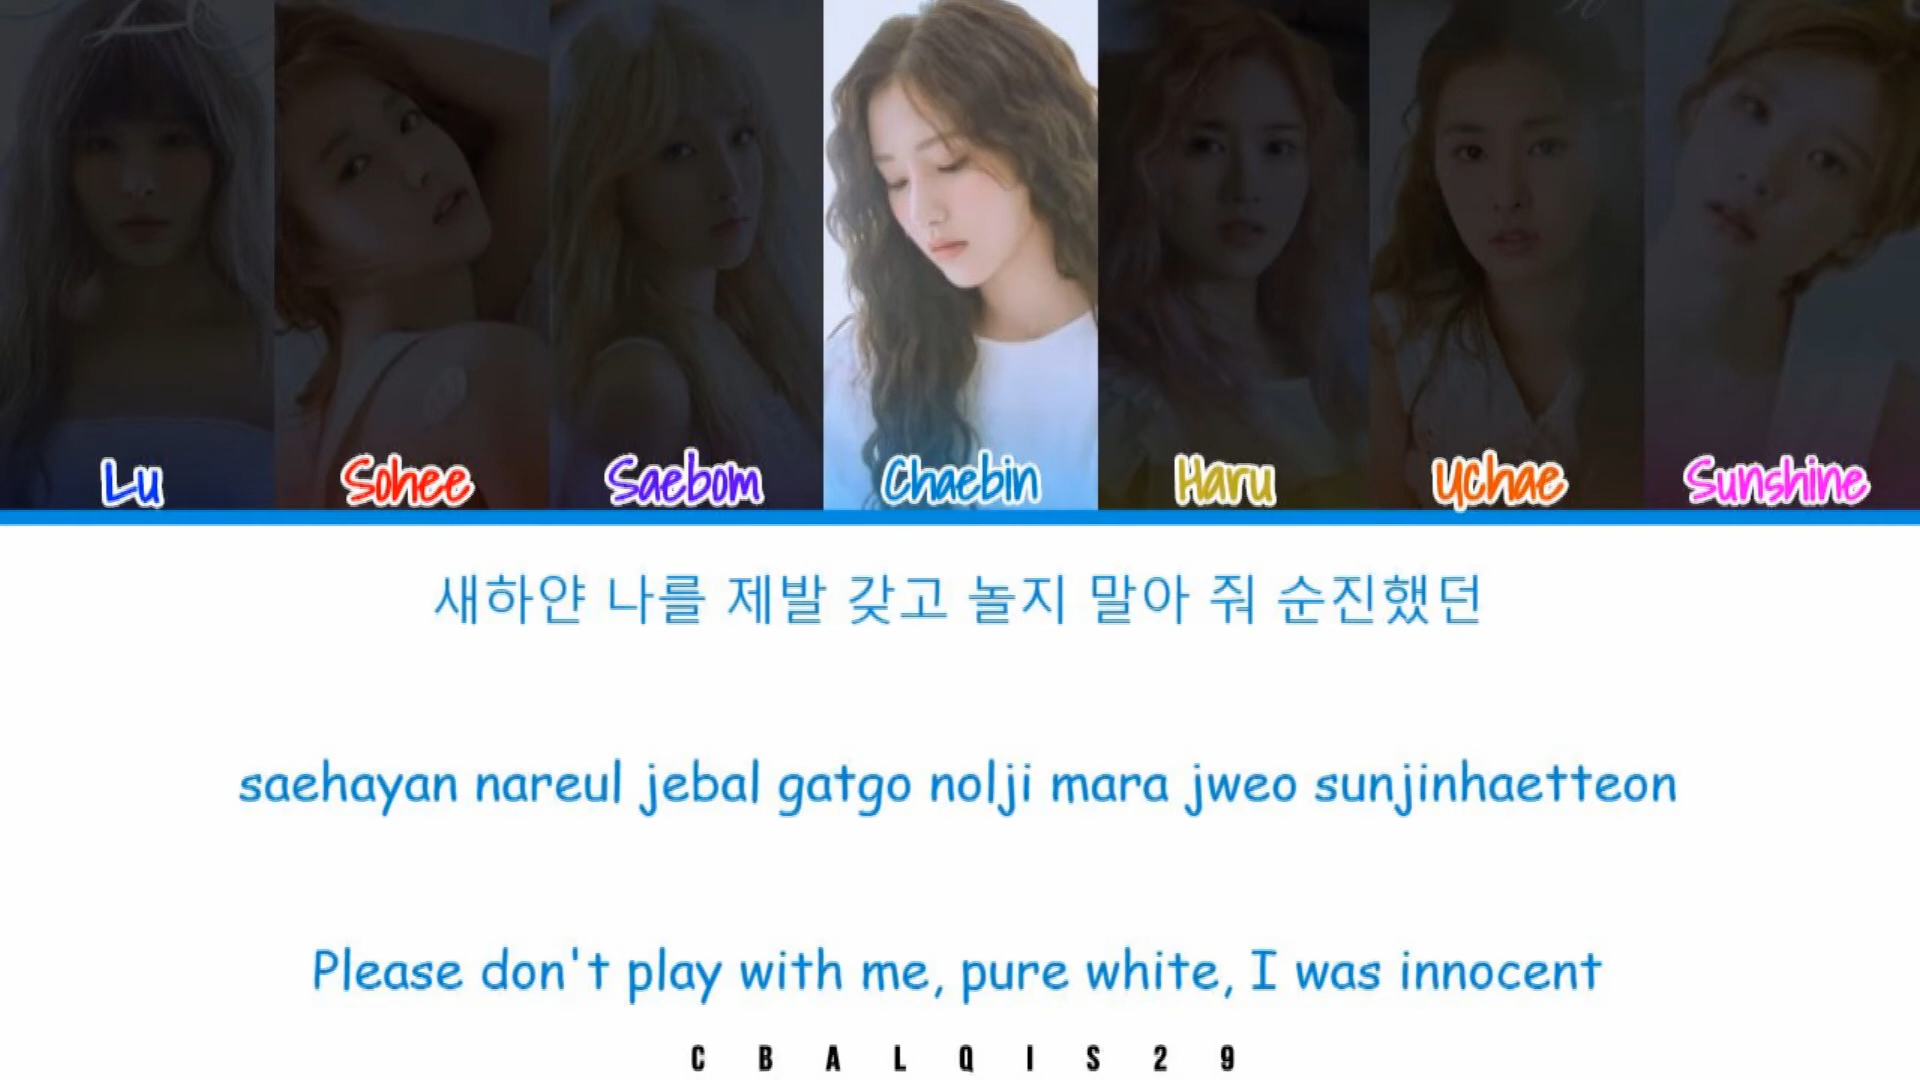 Lu Sohee Saebom Chaebin Haru YChae Sunshine
새하얀 나를 제발 갖고 놀지 말아 줘 순진했던
saehayan nareul jebal gatgo nolji mara jweo sunjinhaetteon
Please don't play with me, pure white, I was innocent
CBALQIS29